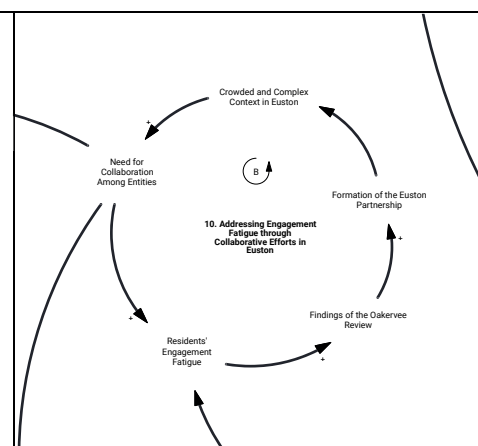 Crowded and Complex
Context in Euston
+
Need for
Collaboration
Among Entities
B
Formation of the Euston
Partnership
10. Addressing Engagement
Fatigue through
Collaborative Efforts in
Euston
+
Findings of the Oakervee
Review
+
Residents'
Engagement
Fatigue
+